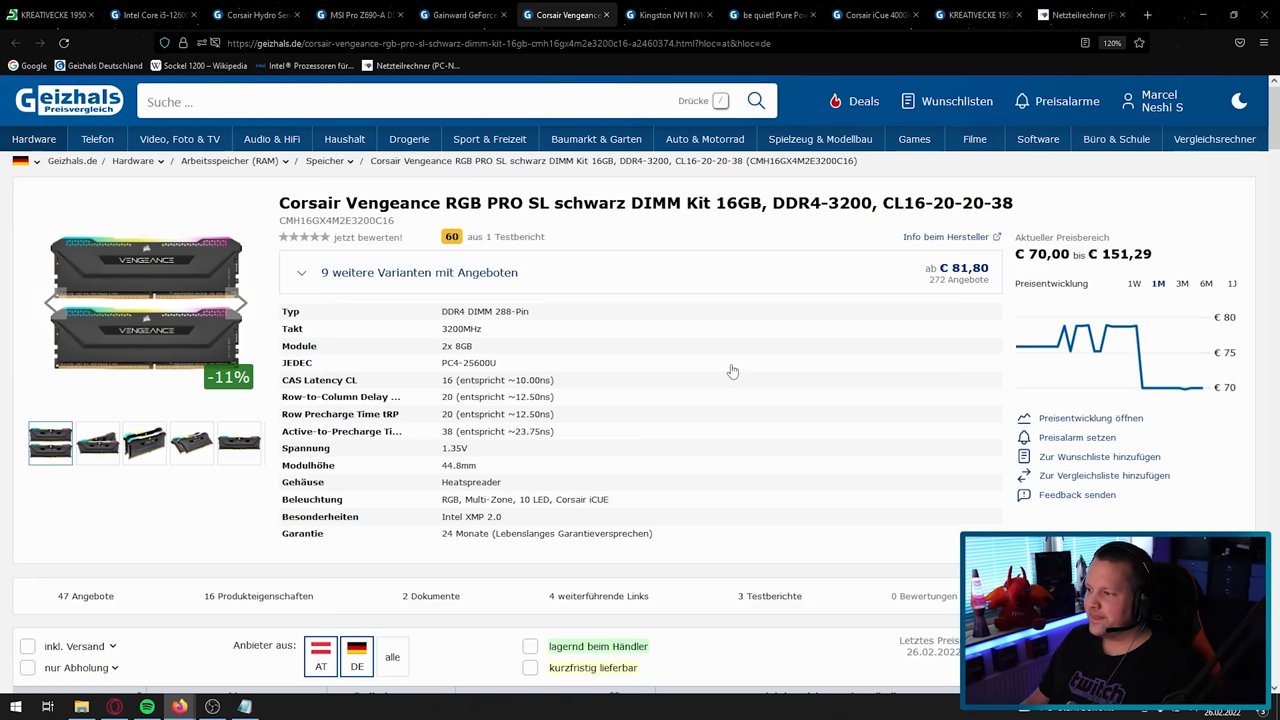 KREATIVECKE 1950
Intel Core i5-1260
Corsair Hydro Seri
MSI Pro Z690-A D
Gainward GeForce
Corsair Vengeance
Kingston NV1 NV
be quiet! Pure Pow
Corsair iCue 4000
KREATIVECKE 1950
Netzteilrechner (P
https://geizhals.de/corsair-vengeance-rgb-pro-sl-schwarz-dimm-kit-16gb-cmh16gx4m2e3200c16-a2460374.html?hloc=at&hloc=de
120%
Google
Geizhals Deutschland
Sockel 1200 – Wikipedia
Intel® Prozessoren für...
Netzteilrechner (PC-N...
Geizhals
Preisvergleich
Suche ...
Drücke /
Deals
Wunschlisten
Preisalarme
Marcel
Neshi S
Hardware Telefon Video, Foto & TV Audio & HiFi Haushalt Drogerie Sport & Freizeit Baumarkt & Garten Auto & Motorrad Spielzeug & Modellbau Games Filme Software Büro & Schule Vergleichsrechner
Geizhals.de / Hardware / Arbeitsspeicher (RAM) / Speicher / Corsair Vengeance RGB PRO SL schwarz DIMM Kit 16GB, DDR4-3200, CL16-20-20-38 (CMH16GX4M2E3200C16)
Corsair Vengeance RGB PRO SL schwarz DIMM Kit 16GB, DDR4-3200, CL16-20-20-38
CMH16GX4M2E3200C16
jetzt bewerten! 60 aus 1 Testbericht
Info beim Hersteller
9 weitere Varianten mit Angeboten
ab € 81,80
272 Angebote
VENGEANCE
VENGEANCE
-11%
Typ DDR4 DIMM 288-Pin
Takt 3200MHz
Module 2x 8GB
JEDEC PC4-25600U
CAS Latency CL 16 (entspricht ~10.00ns)
Row-to-Column Delay ... 20 (entspricht ~12.50ns)
Row Precharge Time tRP 20 (entspricht ~12.50ns)
Active-to-Precharge Ti... 38 (entspricht ~23.75ns)
Spannung 1.35V
Modulhöhe 44.8mm
Gehäuse Heatspreader
Beleuchtung RGB, Multi-Zone, 10 LED, Corsair iCUE
Besonderheiten Intel XMP 2.0
Garantie 24 Monate (Lebenslanges Garantieversprechen)
Aktueller Preisbereich
€ 70,00 bis € 151,29
Preisentwicklung 1W 1M 3M 6M 1J
€ 80
€ 75
€ 70
Preisentwicklung öffnen
Preisalarm setzen
Zur Wunschliste hinzufügen
Zur Vergleichsliste hinzufügen
Feedback senden
47 Angebote 16 Produkteigenschaften 2 Dokumente 4 weiterführende Links 3 Testberichte 0 Bewertungen
inkl. Versand
nur Abholung
Anbieter aus:
AT
DE
alle
lagernd beim Händler
kurzfristig lieferbar
Letztes Preis
26.02.2022
twitch
26.02.2022